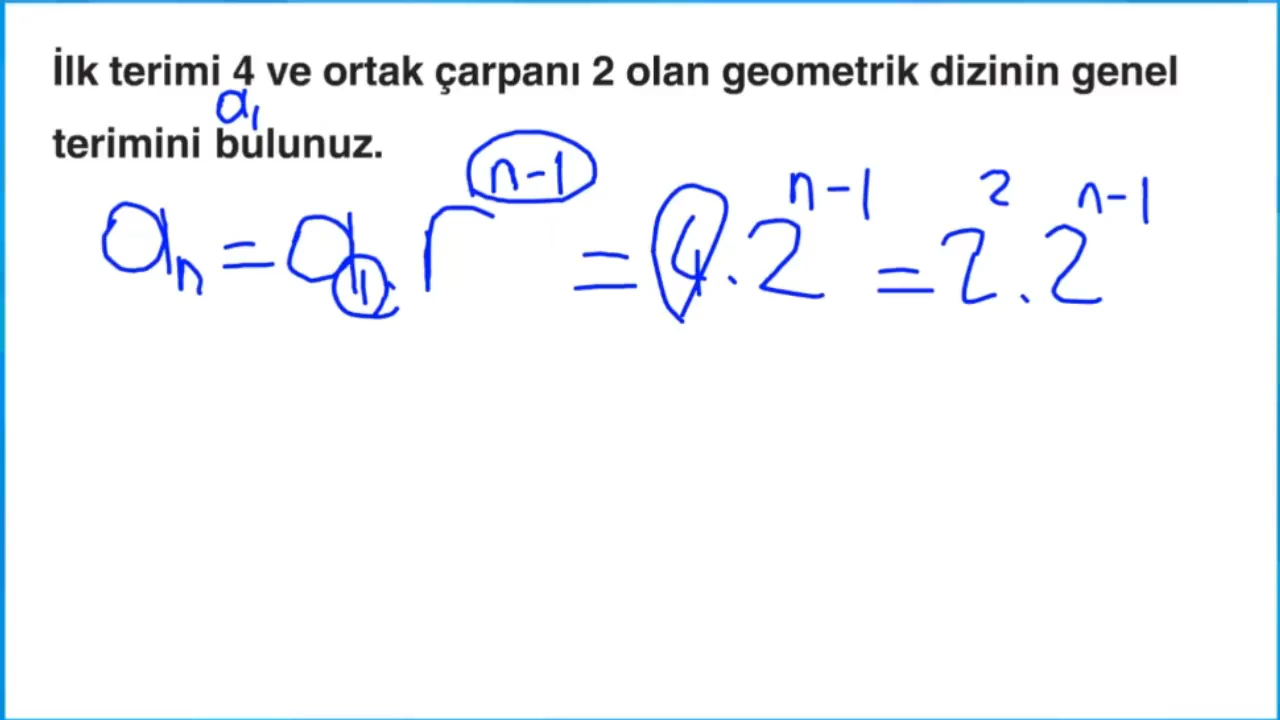 İlk terimi 4 ve ortak çarpanı 2 olan geometrik dizinin genel
a₁
terimini bulunuz.
aₙ = a₁ . r^(n-1) = 4 . 2^(n-1) = 2^2 . 2^(n-1)